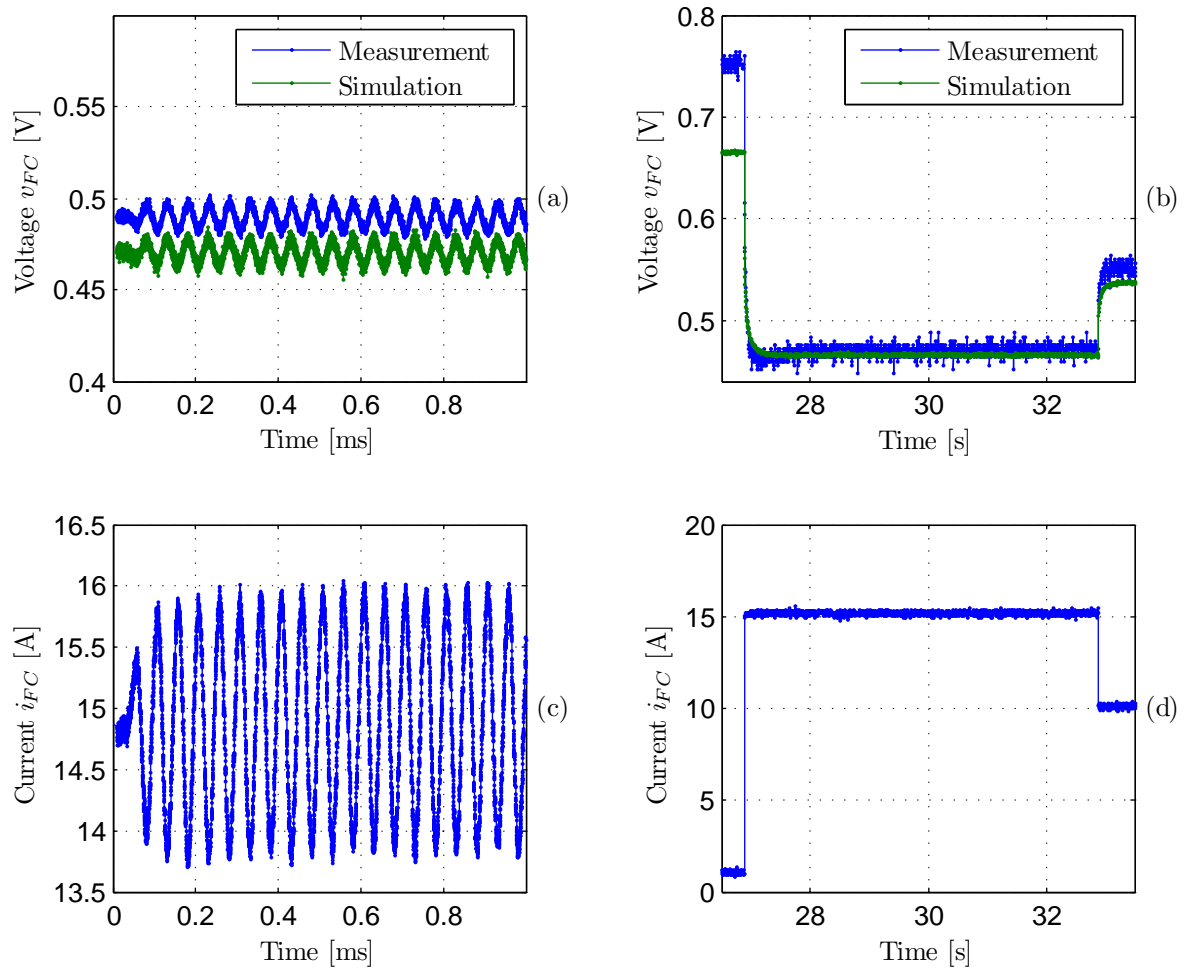 Measurement
Simulation
0.55
0.5
0.45
0.4
Voltage v_FC [V]
0 0.2 0.4 0.6 0.8
Time [ms]
(a)
Measurement
Simulation
0.8
0.7
0.6
0.5
Voltage v_FC [V]
28 30 32
Time [s]
(b)
16.5
16
15.5
15
14.5
14
13.5
Current i_FC [A]
0 0.2 0.4 0.6 0.8
Time [ms]
(c)
20
15
10
5
0
Current i_FC [A]
28 30 32
Time [s]
(d)